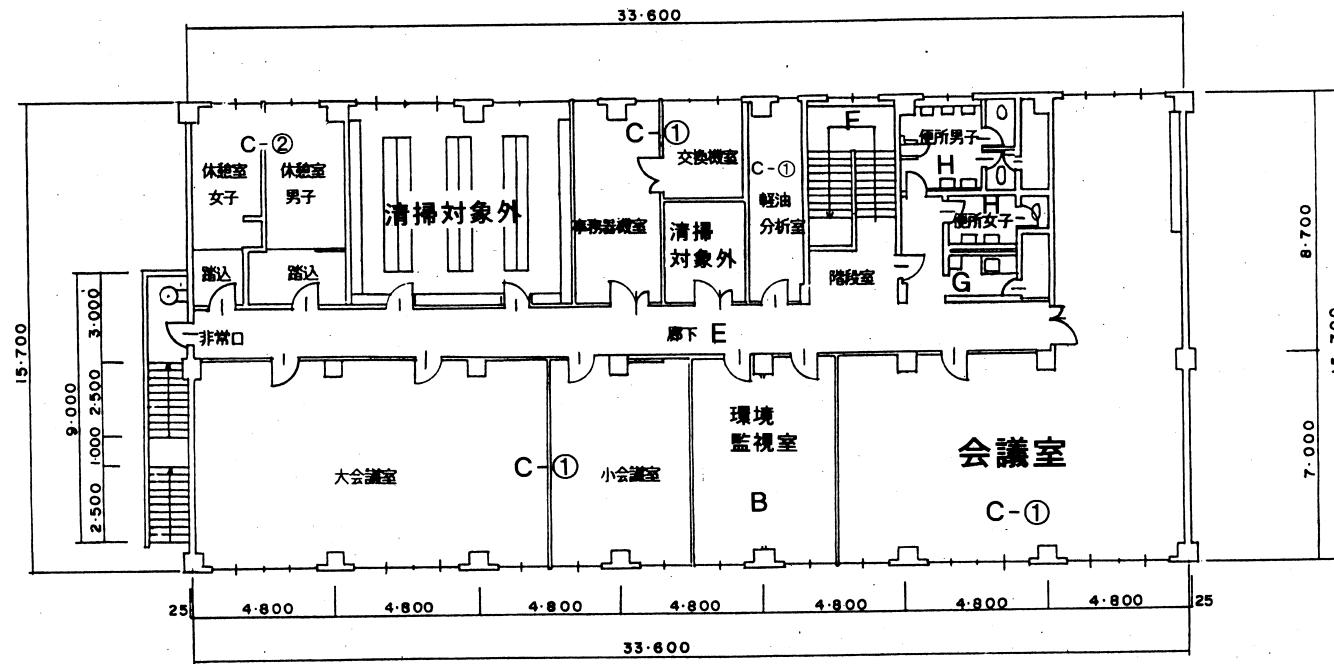 33.600
C-②
休憩室
女子
休憩室
男子
清掃対象外
C-①
交換機室
事務器機室
清掃
対象外
C-①
軽油
分析室
F
階段室
便所男子
H
H
便所女子
G
踏込
踏込
非常口
廊下 E
大会議室
C-①
小会議室
環境
監視室
B
会議室
C-①
15.700
9.000
3.000
2.500
1.000
2.500
8.700
7.000
25
4.800
4.800
4.800
4.800
4.800
4.800
4.800
25
33.600